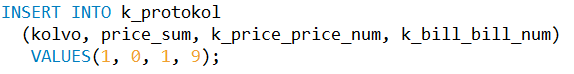 INSERT INTO k_protokol
(kolvo, price_sum, k_price_price_num, k_bill_bill_num)
VALUES(1, 0, 1, 9);